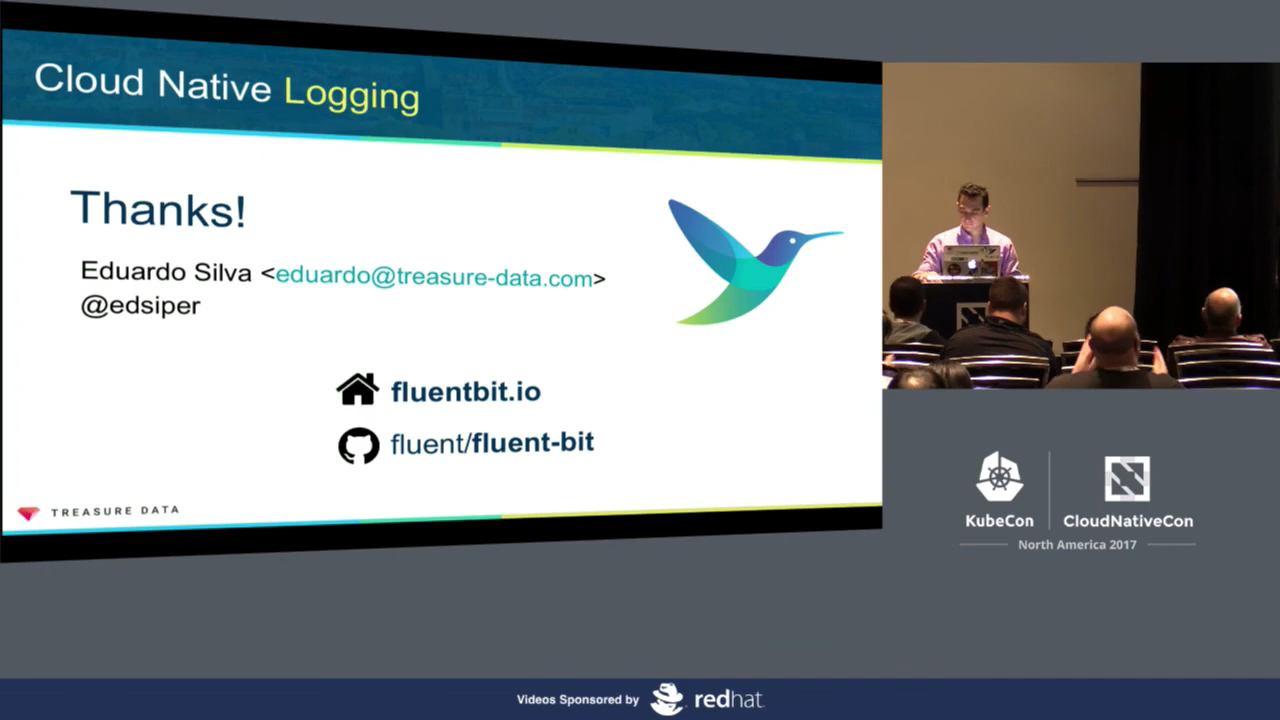 Cloud Native Logging
Thanks!
Eduardo Silva <eduardo@treasure-data.com>
@edsiper
fluentbit.io
fluent/fluent-bit
TREASURE DATA
KubeCon
CloudNativeCon
North America 2017
Videos Sponsored by redhat.